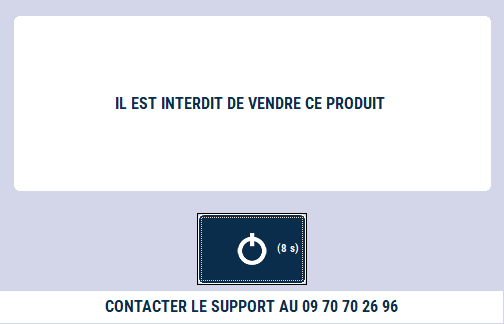 IL EST INTERDIT DE VENDRE CE PRODUIT
(8 s)
CONTACTER LE SUPPORT AU 09 70 70 26 96